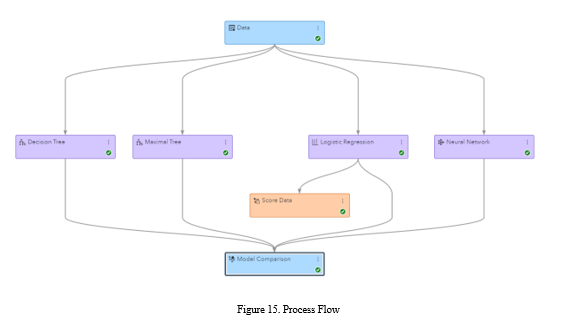 Data
Decision Tree
Maximal Tree
Logistic Regression
Neural Network
Score Data
Model Comparison
Figure 15. Process Flow